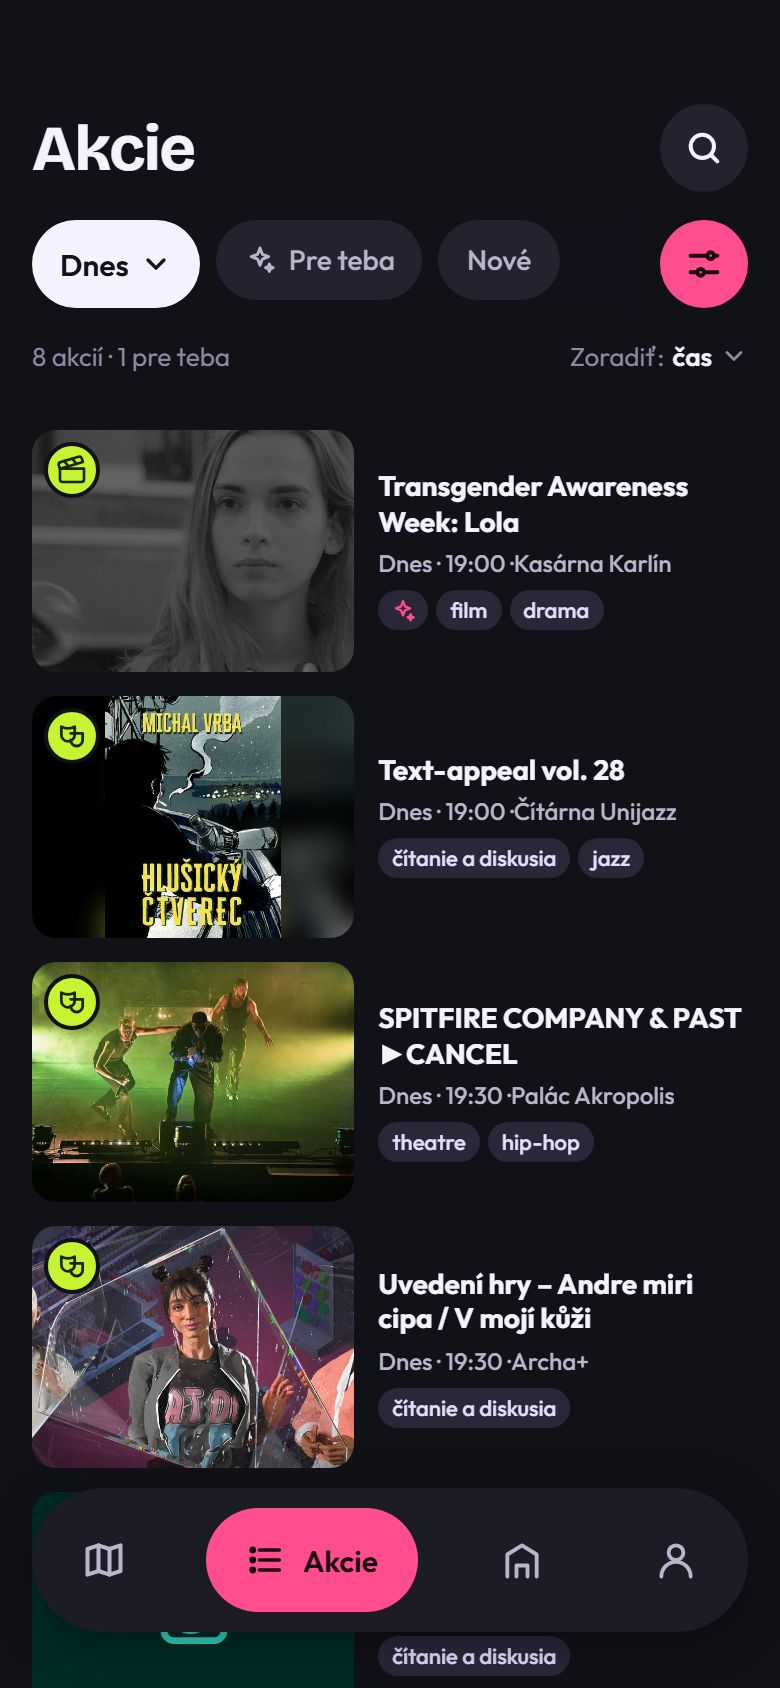 Akcie
Dnes
Pre teba
Nové
8 akcií · 1 pre teba
Zoradiť: čas
Transgender Awareness
Week: Lola
Dnes · 19:00 ·Kasárna Karlín
film
drama
MICHAL VRBA
HLUŠICKÝ
ČTVEREC
Text-appeal vol. 28
Dnes · 19:00 ·Čítárna Unijazz
čítanie a diskusia
jazz
SPITFIRE COMPANY & PAST
►CANCEL
Dnes · 19:30 ·Palác Akropolis
theatre
hip-hop
Uvedení hry – Andre miri
cipa / V mojí kůži
Dnes · 19:30 ·Archa+
čítanie a diskusia
Akcie
čítanie a diskusia